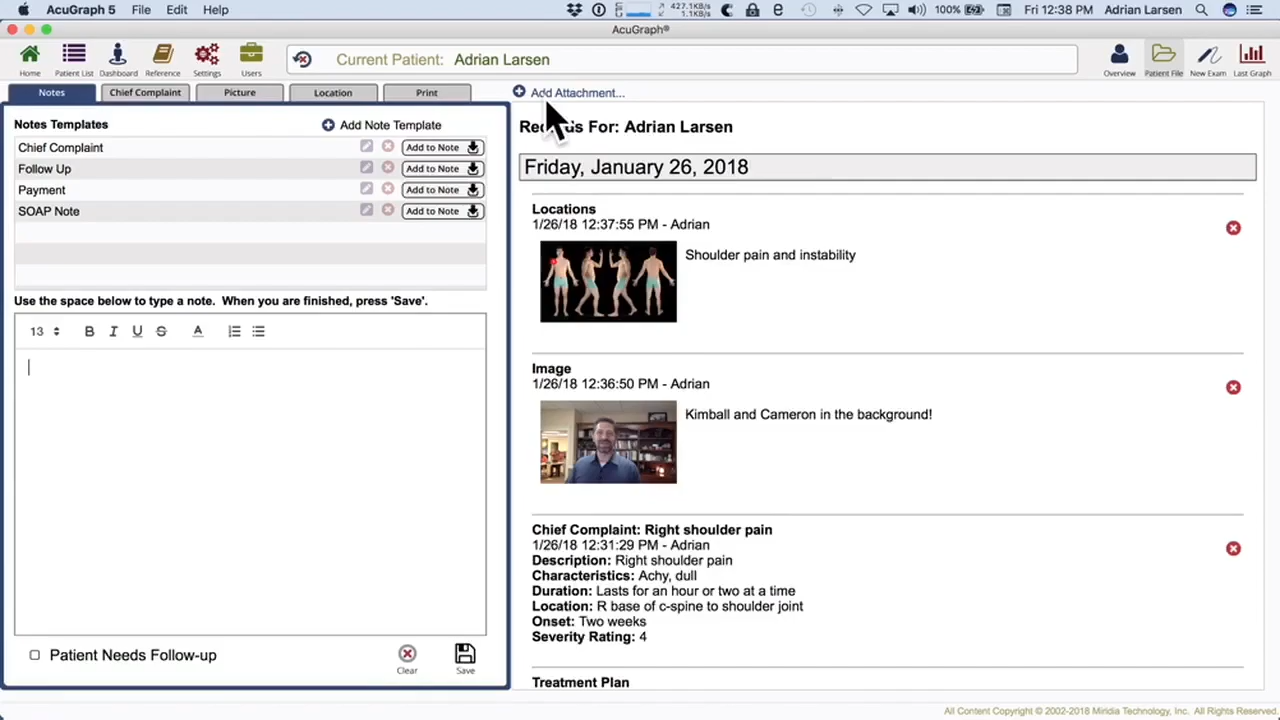 AcuGraph 5 File Edit Help 427.1KB/s 1.1KB/s 100% Fri 12:38 PM Adrian Larsen
AcuGraph®
Home Patient List Dashboard Reference Settings Users Current Patient: Adrian Larsen Overview Patient File New Exam Last Graph
Notes Chief Complaint Picture Location Print
Add Attachment...
Notes Templates Add Note Template
Chief Complaint Add to Note
Follow Up Add to Note
Payment Add to Note
SOAP Note Add to Note
Use the space below to type a note. When you are finished, press 'Save'.
13 B I U S A
Patient Needs Follow-up Clear Save
Records For: Adrian Larsen
Friday, January 26, 2018
Locations
1/26/18 12:37:55 PM - Adrian
Shoulder pain and instability
Image
1/26/18 12:36:50 PM - Adrian
Kimball and Cameron in the background!
Chief Complaint: Right shoulder pain
1/26/18 12:31:29 PM - Adrian
Description: Right shoulder pain
Characteristics: Achy, dull
Duration: Lasts for an hour or two at a time
Location: R base of c-spine to shoulder joint
Onset: Two weeks
Severity Rating: 4
Treatment Plan
All Content Copyright © 2002-2018 Miridia Technology, Inc. All Rights Reserved.